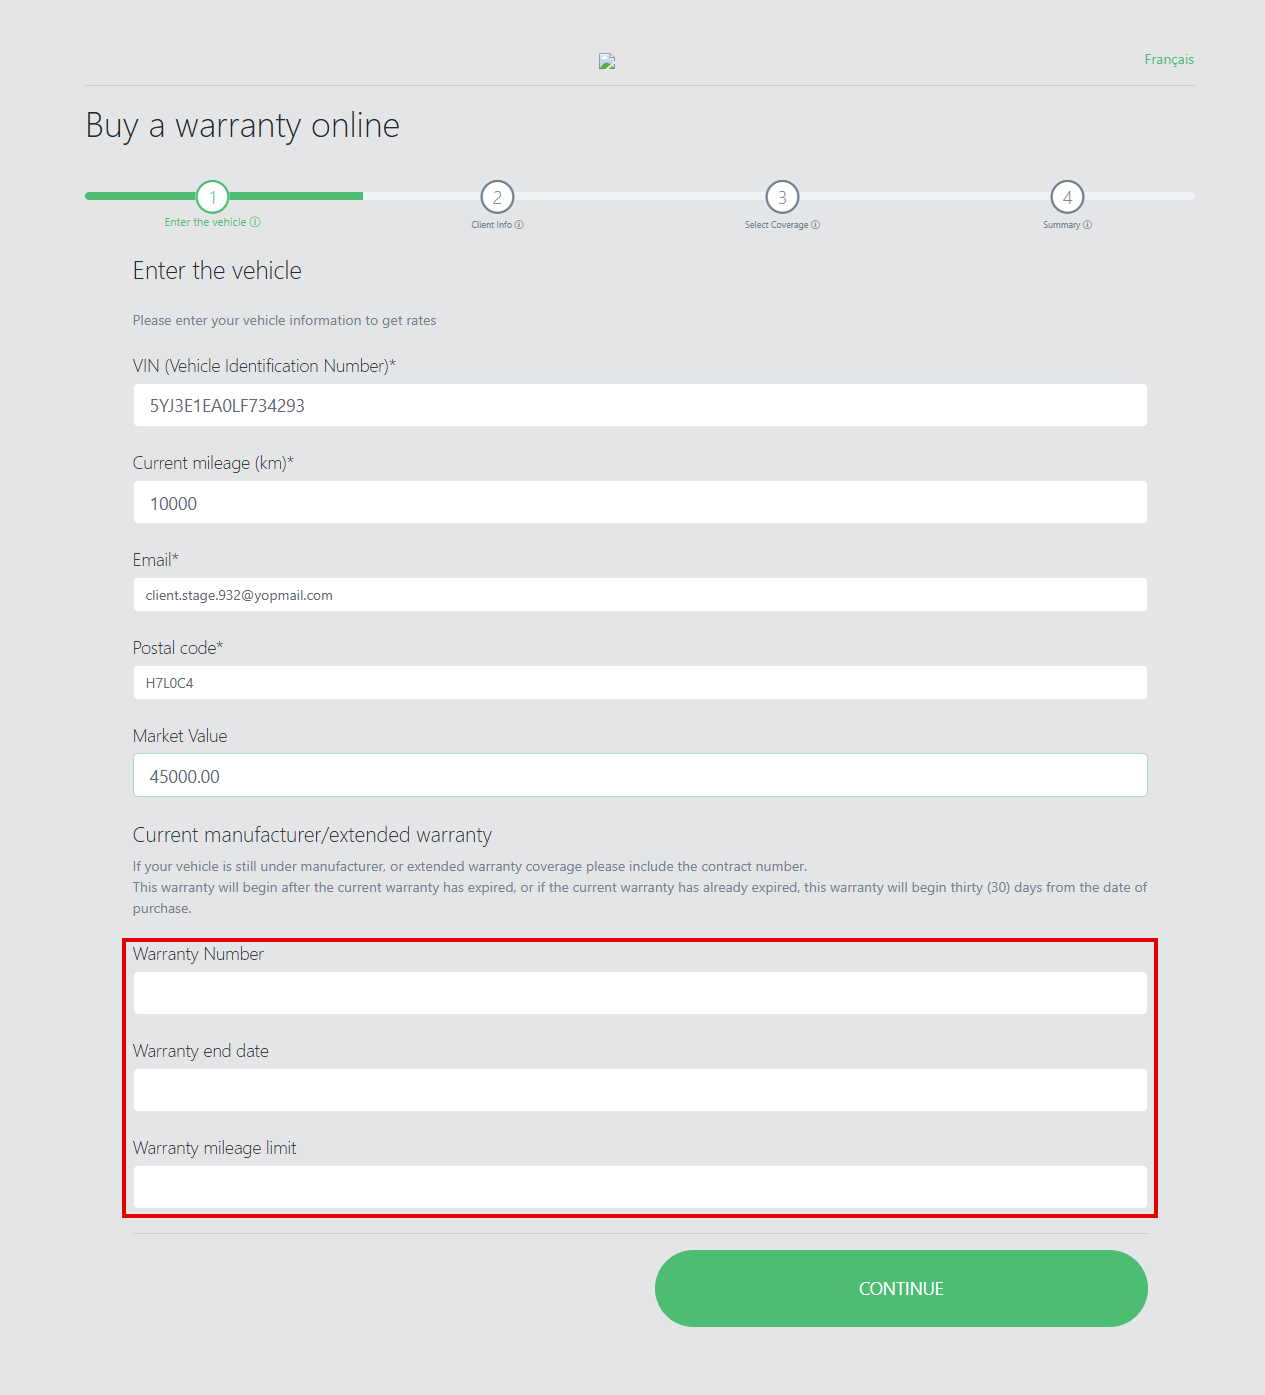 Français
Buy a warranty online
1
2
3
4
Enter the vehicle ⓘ
Client Info ⓘ
Select Coverage ⓘ
Summary ⓘ
Enter the vehicle
Please enter your vehicle information to get rates
VIN (Vehicle Identification Number)*
5YJ3E1EA0LF734293
Current mileage (km)*
10000
Email*
client.stage.932@yopmail.com
Postal code*
H7L0C4
Market Value
45000.00
Current manufacturer/extended warranty
If your vehicle is still under manufacturer, or extended warranty coverage please include the contract number.
This warranty will begin after the current warranty has expired, or if the current warranty has already expired, this warranty will begin thirty (30) days from the date of
purchase.
Warranty Number
Warranty end date
Warranty mileage limit
CONTINUE